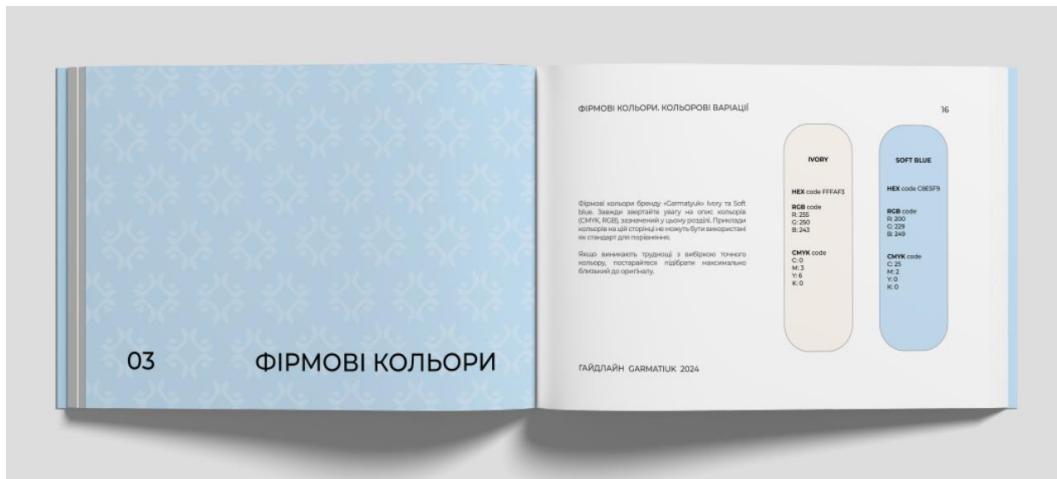 03
ФІРМОВІ КОЛЬОРИ
ФІРМОВІ КОЛЬОРИ. КОЛЬОРОВІ ВАРІАЦІЇ
16
Фірмові кольори бренду «Garmatyuk» Ivory та Soft
blue. Завжди звертайте увагу на опис кольорів
(CMYK, RGB), зазначений у цьому розділі. Приклади
кольорів на цій сторінці не можуть бути використані
як стандарт для порівняння.
Якщо виникають труднощі з вибіркою точного
кольору, постарайтеся підібрати максимально
близький до оригіналу.
IVORY
HEX code FFFAF3
RGB code
R: 255
G: 250
B: 243
CMYK code
C: 0
M: 3
Y: 6
K: 0
SOFT BLUE
HEX code C8E5F9
RGB code
R: 200
G: 229
B: 249
CMYK code
C: 25
M: 2
Y: 0
K: 0
ГАЙДЛАЙН GARMATIUK 2024